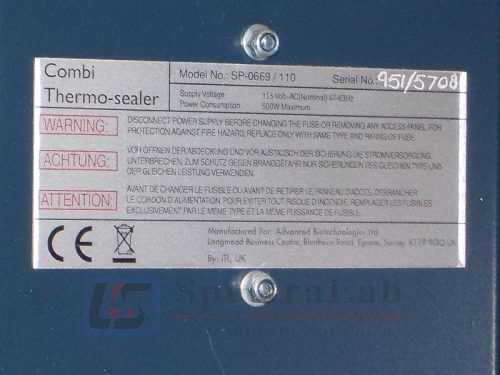 Combi
Thermo-sealer
Model No.: SP-0669 / 110 Serial No.: 951/5708
Supply Voltage 115 Volt~AC(Nominal) 47-63Hz
Power Consumption 500W Maximum
WARNING: DISCONNECT POWER SUPPLY BEFORE CHANGING THE FUSE OR REMOVING ANY ACCESS PANEL. FOR
PROTECTION AGAINST FIRE HAZARD, REPLACE ONLY WITH SAME TYPE AND RATING OF FUSE.
ACHTUNG: VOR ÖFFNEN DER ABDECKUNG UND VOR AUSTAUSCH DER SICHERUNG DIE STROMVERSORGUNG
UNTERBRECHEN. ZUM SCHUTZ GEGEN BRANDGEFAHR NUR SICHERUNGEN DES GLEICHEN TYPS UND
DER GLEICHEN LEISTUNG VERWENDEN.
ATTENTION: AVANT DE CHANGER LE FUSIBLE OU AVANT DE RETIRER LE PANNEAU D'ACCES, DEBRANCHER
LE CORDON D'ALIMENTATION. POUR EVITER TOUT RISQUE D'INCENDIE, REMPLACER LES FUSIBLES
EXCLUSIVEMENT PAR LE MEME TYPE ET LA MEME PUISSANCE DE FUSIBLE.
CE
Manufactured For: Advanced Biotechnologies Ltd.
Longmead Business Centre, Blenheim Road, Epsom, Surrey. KT19 9QQ UK
By: ITL, UK
SpectraLab